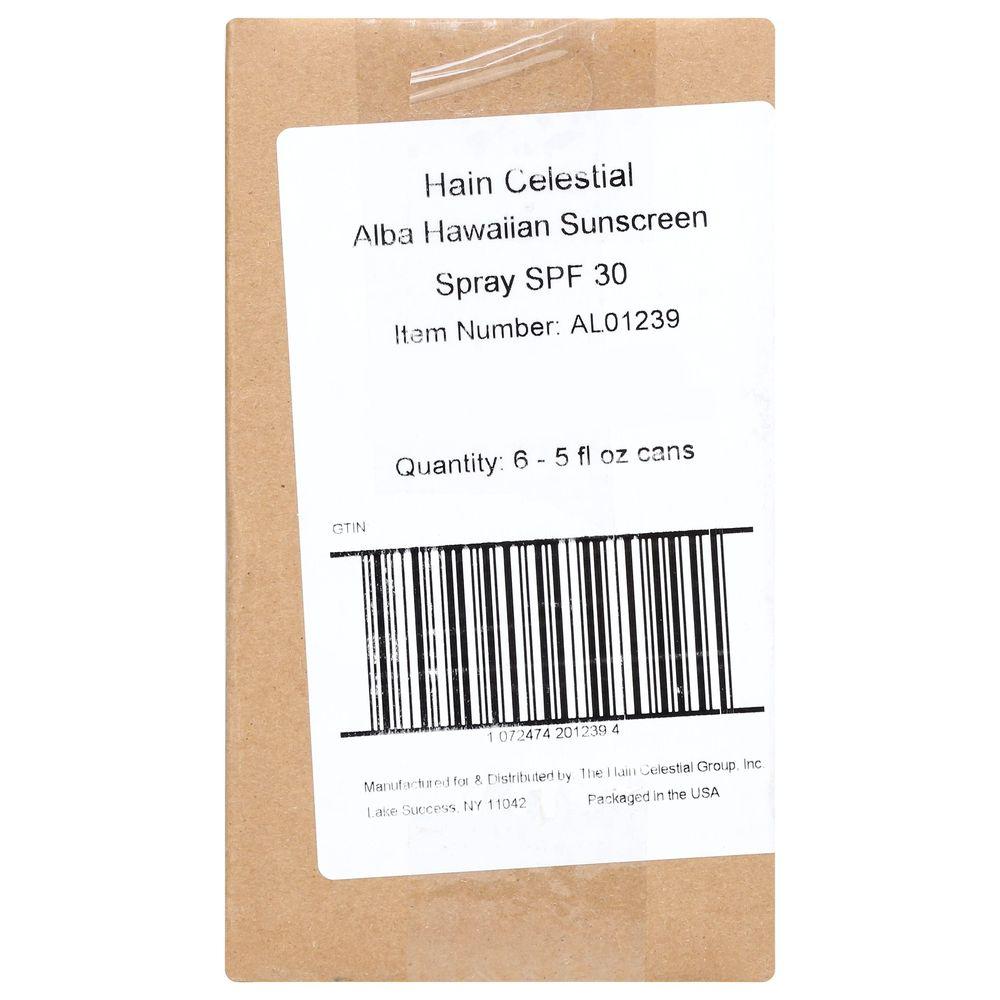 Hain Celestial
Alba Hawaiian Sunscreen
Spray SPF 30
Item Number: AL01239
Quantity: 6 - 5 fl oz cans
GTIN
1 072474 201239 4
Manufactured for & Distributed by: The Hain Celestial Group, Inc.
Lake Success, NY 11042 Packaged in the USA